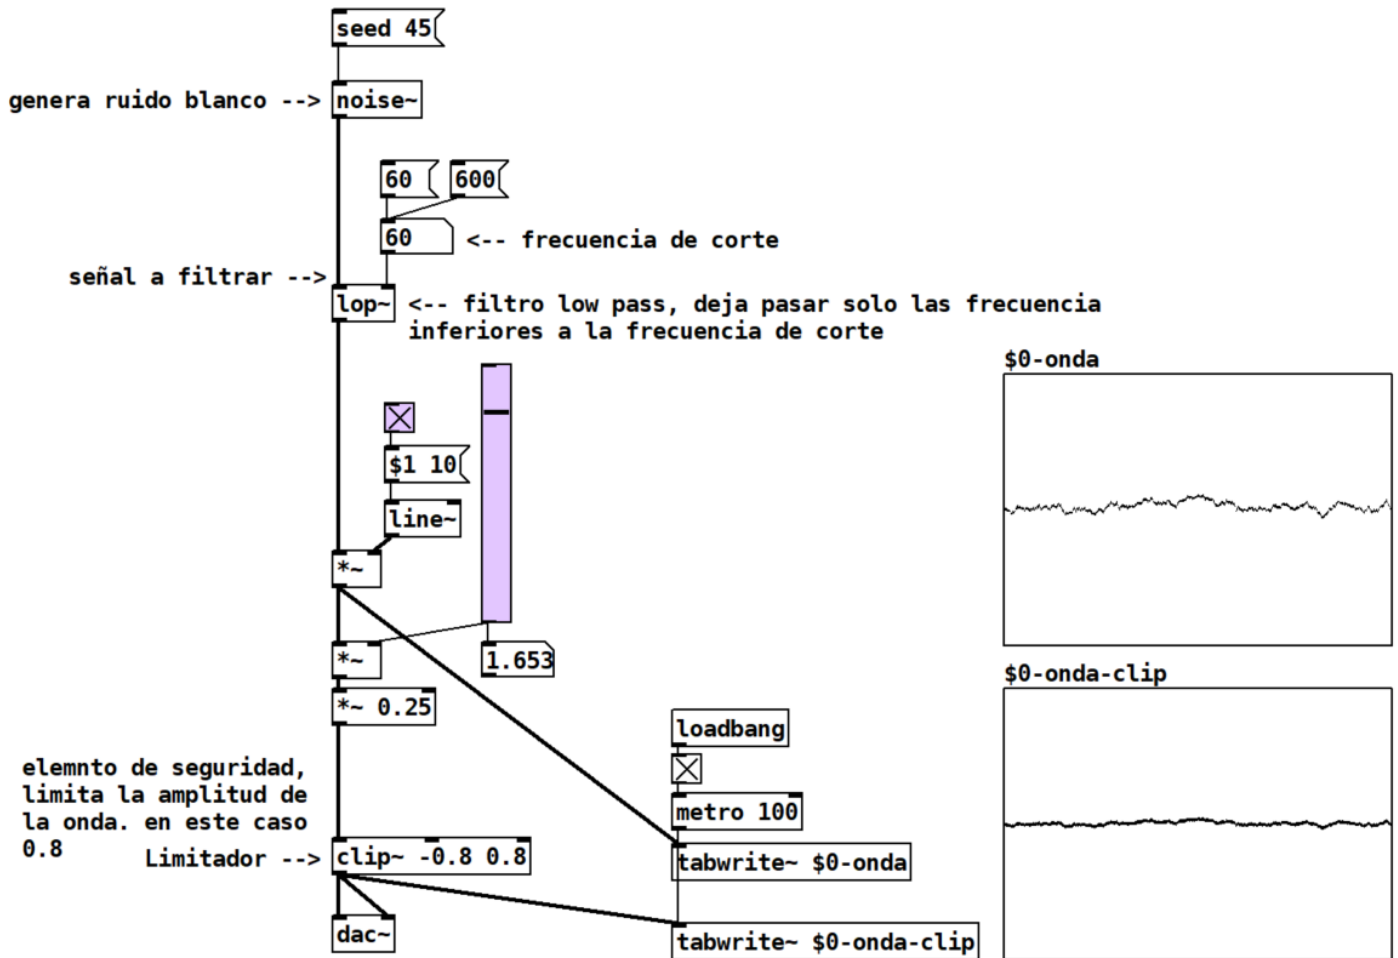 seed 45
genera ruido blanco -->
noise~
60
600
60
<-- frecuencia de corte
señal a filtrar -->
lop~
<-- filtro low pass, deja pasar solo las frecuencia
inferiores a la frecuencia de corte
$1 10
line~
*~
*~
1.653
*~ 0.25
elemnto de seguridad,
limita la amplitud de
la onda. en este caso
0.8
Limitador -->
clip~ -0.8 0.8
dac~
loadbang
metro 100
tabwrite~ $0-onda
tabwrite~ $0-onda-clip
$0-onda
$0-onda-clip